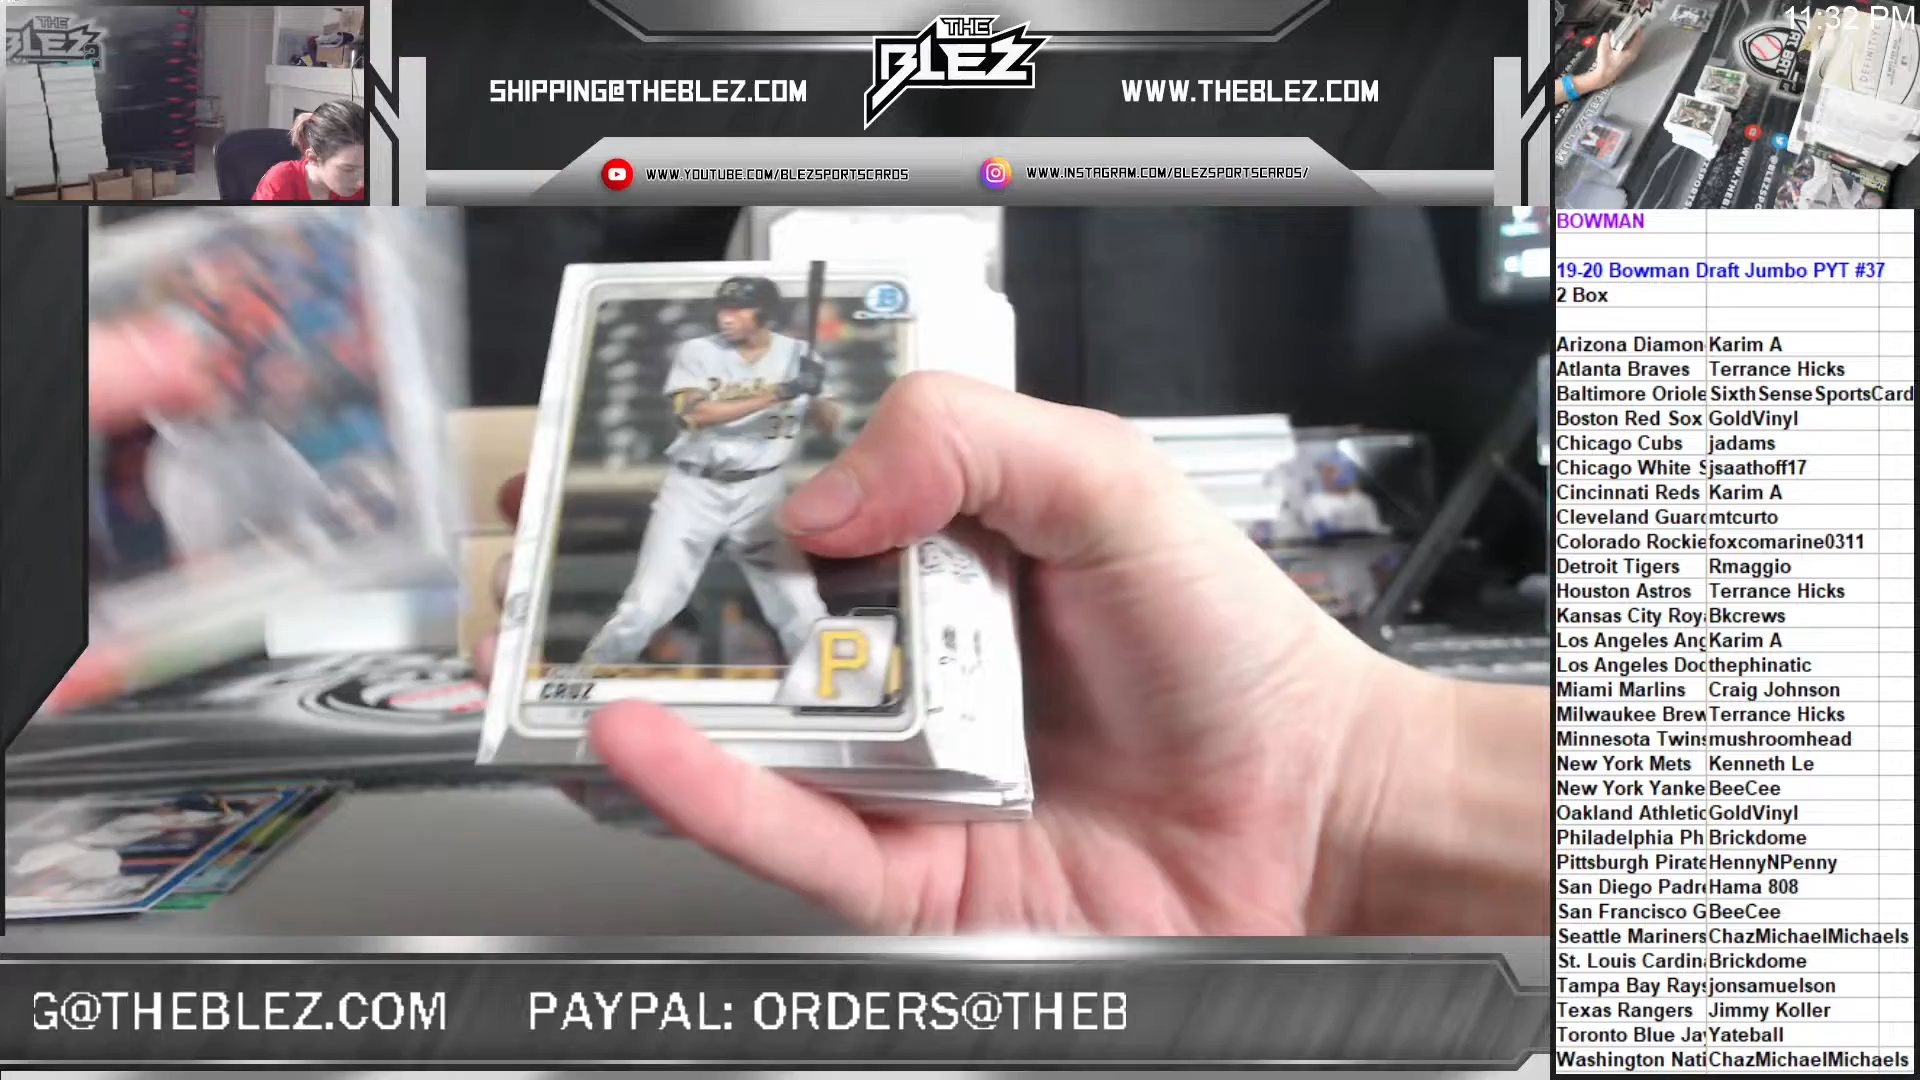 THE
BLEZ
11:32 PM
THE
BLEZ
SHIPPING@THEBLEZ.COM
WWW.THEBLEZ.COM
WWW.YOUTUBE.COM/BLEZSPORTSCARDS
WWW.INSTAGRAM.COM/BLEZSPORTSCARDS/
DEFINITIVE
BOWMAN
19-20 Bowman Draft Jumbo PYT #37
2 Box
Arizona Diamon Karim A
Atlanta Braves Terrance Hicks
Baltimore Oriole SixthSenseSportsCard
Boston Red Sox GoldVinyl
Chicago Cubs jadams
Chicago White S jsaathoff17
Cincinnati Reds Karim A
Cleveland Guard mtcurto
Colorado Rockie foxcomarine0311
Detroit Tigers Rmaggio
Houston Astros Terrance Hicks
Kansas City Roy Bkcrews
Los Angeles Ang Karim A
Los Angeles Dod thephinatic
Miami Marlins Craig Johnson
Milwaukee Brew Terrance Hicks
Minnesota Twins mushroomhead
New York Mets Kenneth Le
New York Yanke BeeCee
Oakland Athletic GoldVinyl
Philadelphia Ph Brickdome
Pittsburgh Pirate HennyNPenny
San Diego Padre Hama 808
San Francisco G BeeCee
Seattle Mariners ChazMichaelMichaels
St. Louis Cardina Brickdome
Tampa Bay Rays jonsamuelson
Texas Rangers Jimmy Koller
Toronto Blue Jay Yateball
Washington Nati ChazMichaelMichaels
B
P
CRUZ
G@THEBLEZ.COM PAYPAL: ORDERS@THEB